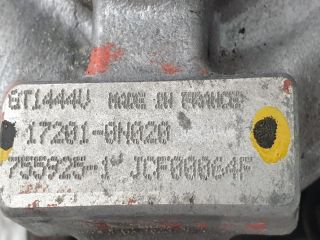 GT1444V MADE IN FRANCE
17201-0N020
755925-1" JCF00064F